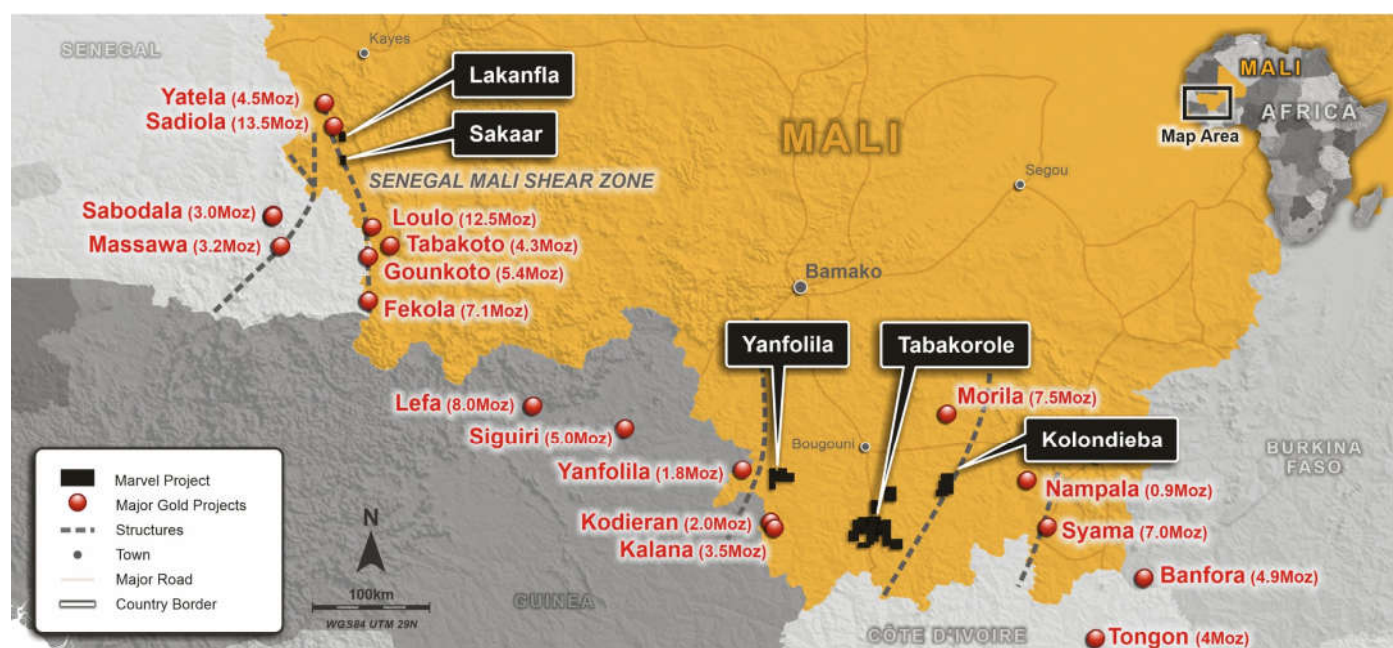 SENEGAL
Kayes
Lakanfla
Yatela (4.5Moz)
Sadiola (13.5Moz)
Sakaar
SENEGAL MALI SHEAR ZONE
MALI
Segou
MALI
AFRICA
Map Area
Sabodala (3.0Moz)
Massawa (3.2Moz)
Loulo (12.5Moz)
Tabakoto (4.3Moz)
Gounkoto (5.4Moz)
Fekola (7.1Moz)
Bamako
Yanfolila
Tabakorole
Lefa (8.0Moz)
Siguiri (5.0Moz)
Morila (7.5Moz)
Bougouni
Kolondieba
Yanfolila (1.8Moz)
BURKINA
FASO
Nampala (0.9Moz)
Kodieran (2.0Moz)
Kalana (3.5Moz)
Syama (7.0Moz)
Banfora (4.9Moz)
GUINEA
CÔTE D'IVOIRE
Tongon (4Moz)
Marvel Project
Major Gold Projects
Structures
Town
Major Road
Country Border
N
100km
WGS84 UTM 29N